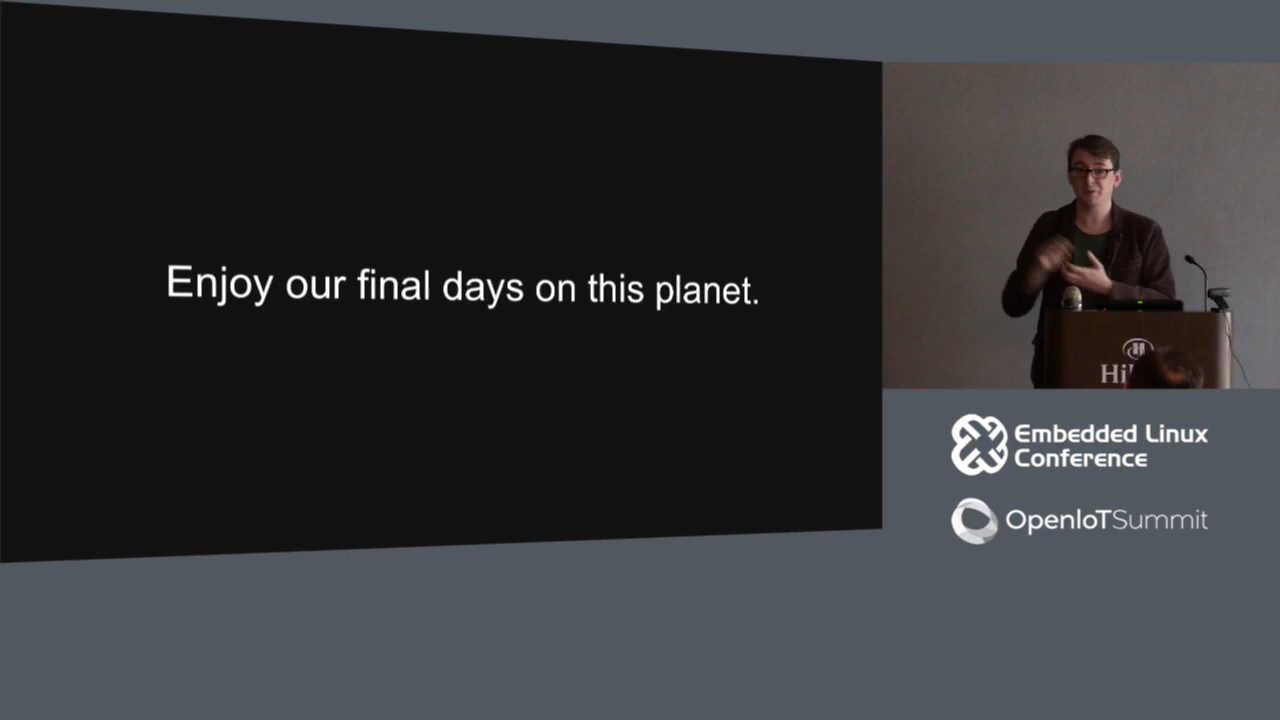 Enjoy our final days on this planet.
Embedded Linux
Conference
OpenIoTSummit